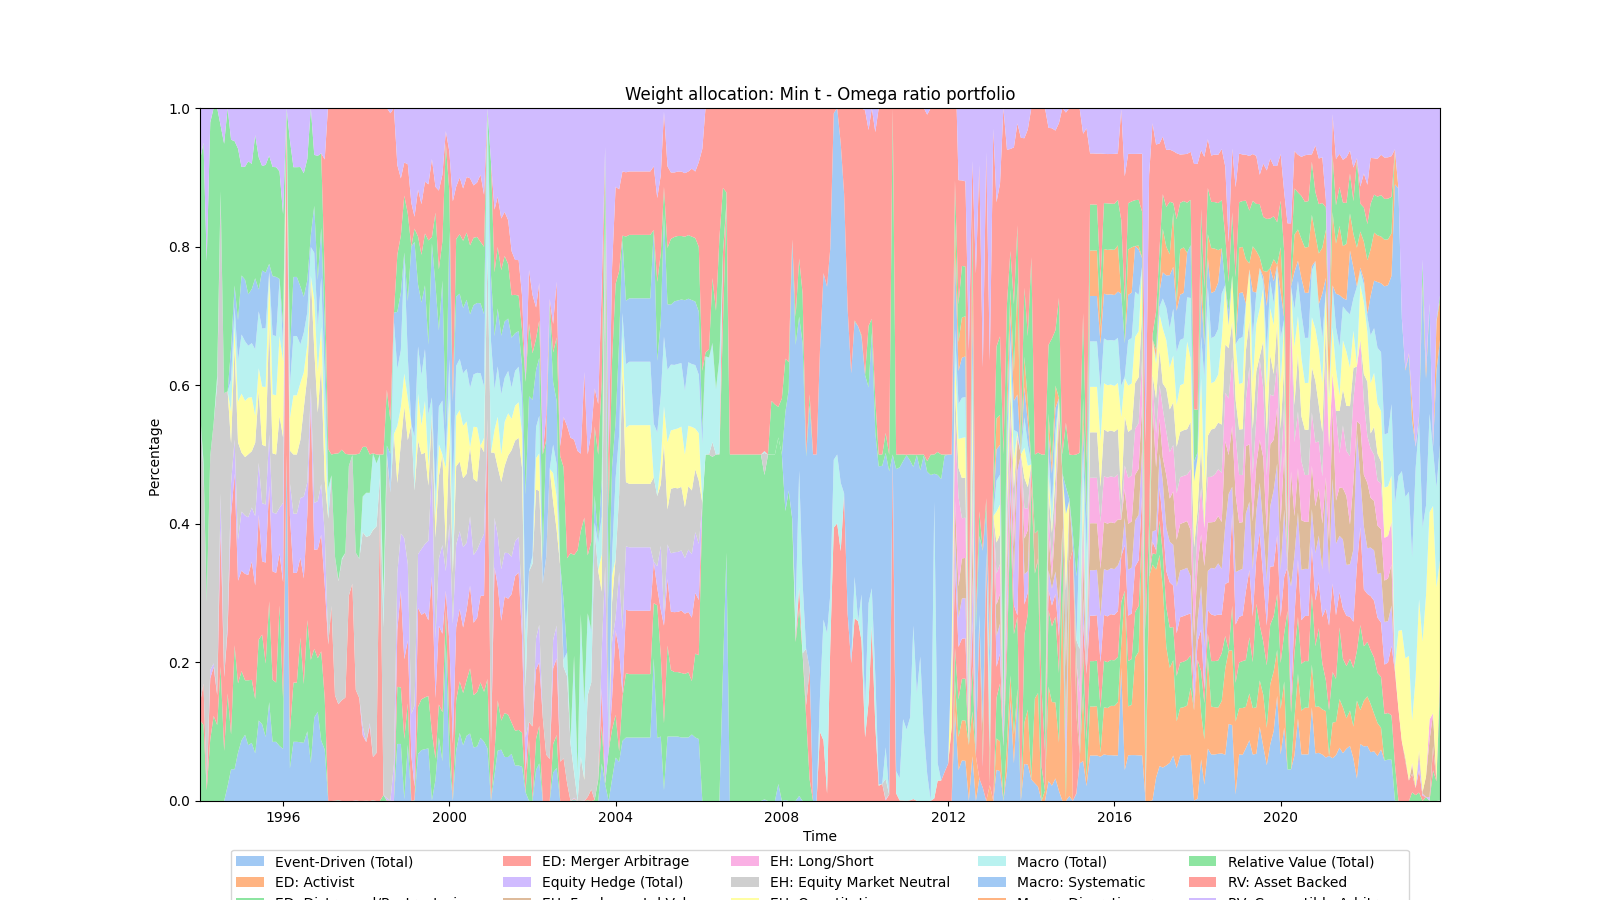 Weight allocation: Min t - Omega ratio portfolio
1.0
0.8
0.6
0.4
0.2
0.0
Percentage
1996 2000 2004 2008 2012 2016 2020
Time
Event-Driven (Total) ED: Merger Arbitrage EH: Long/Short Macro (Total) Relative Value (Total)
ED: Activist Equity Hedge (Total) EH: Equity Market Neutral Macro: Systematic RV: Asset Backed